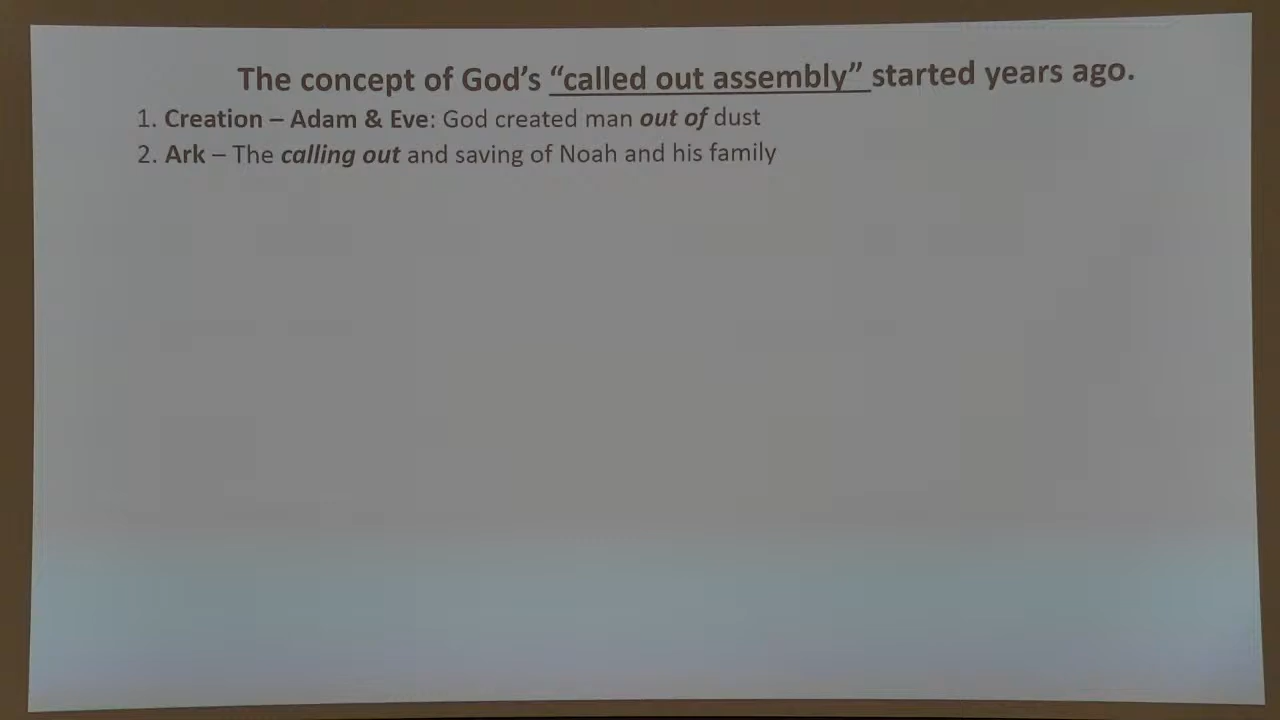 The concept of God’s “called out assembly” started years ago.
1. Creation – Adam & Eve: God created man out of dust
2. Ark – The calling out and saving of Noah and his family